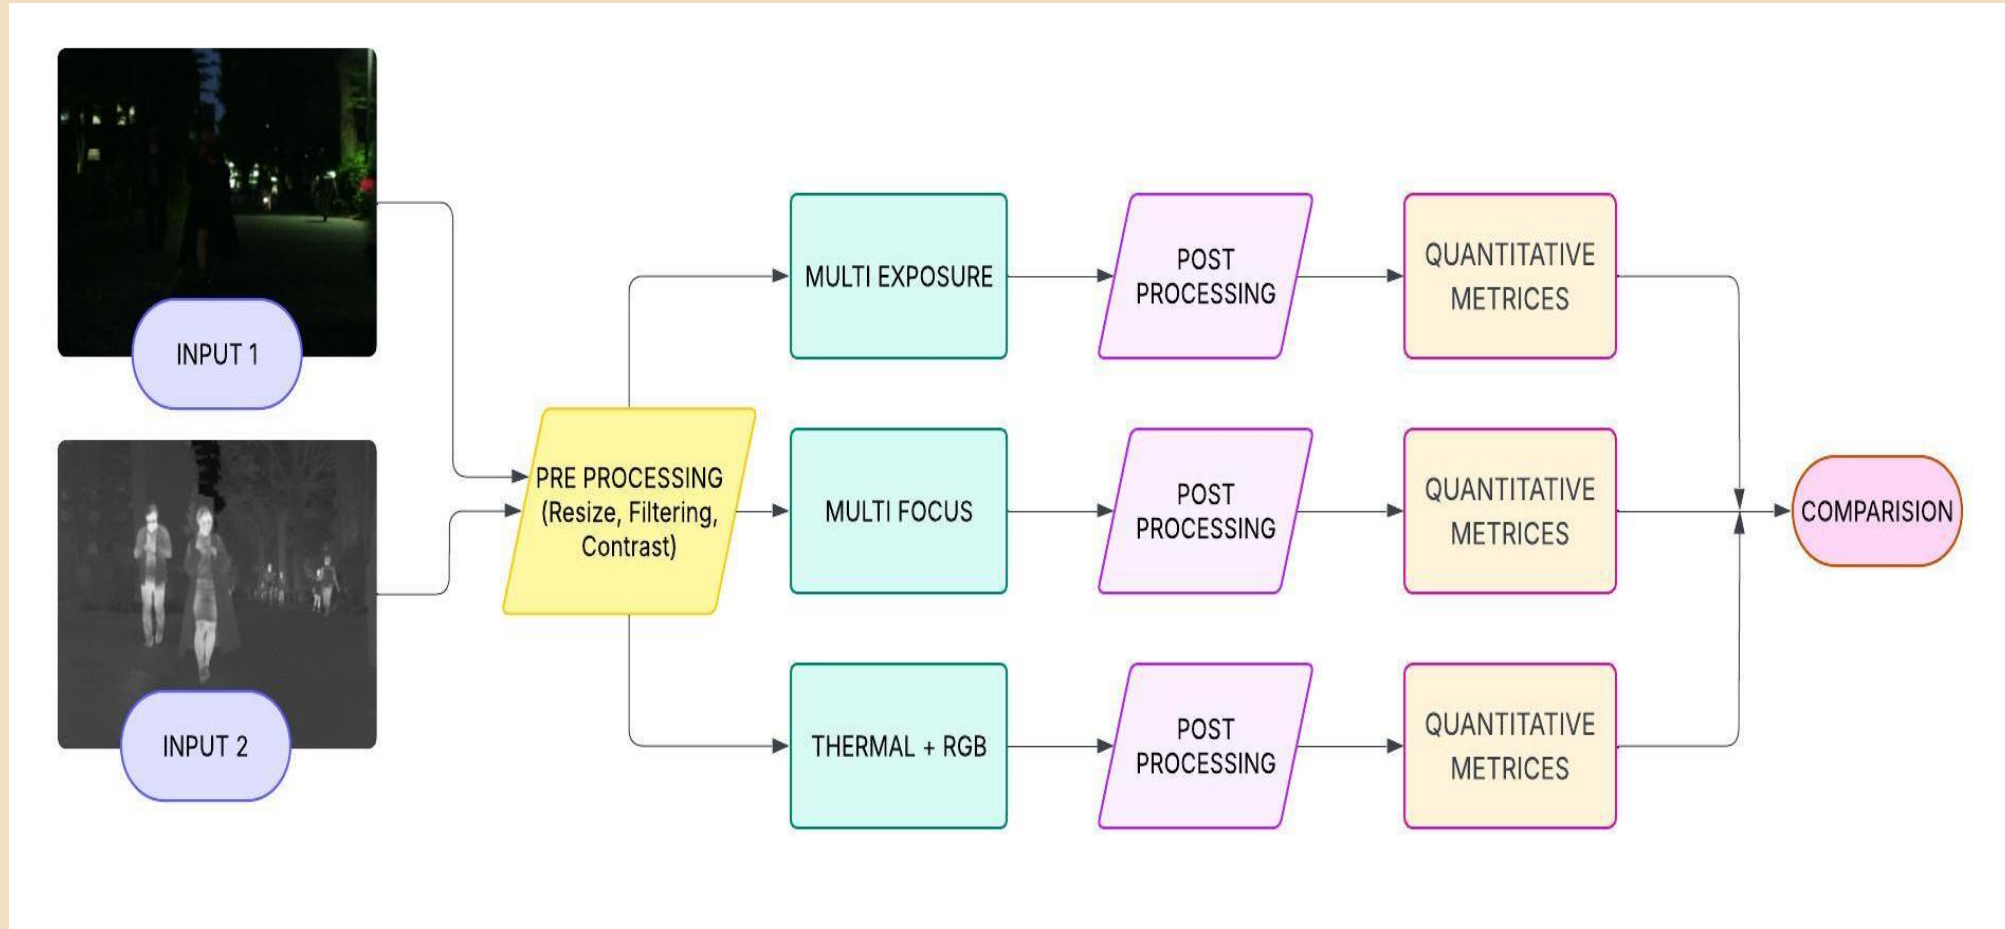 INPUT 1
INPUT 2
PRE PROCESSING
(Resize, Filtering,
Contrast)
MULTI EXPOSURE
POST
PROCESSING
QUANTITATIVE
METRICES
MULTI FOCUS
POST
PROCESSING
QUANTITATIVE
METRICES
THERMAL + RGB
POST
PROCESSING
QUANTITATIVE
METRICES
COMPARISION